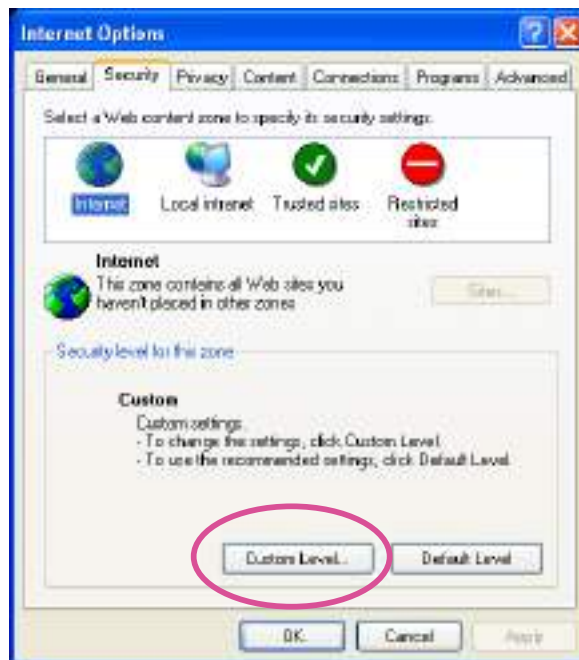 Internet Options
General Security Privacy Content Connections Programs Advanced
Select a Web content zone to specify its security settings.
Internet Local intranet Trusted sites Restricted sites
Internet
This zone contains all Web sites you
haven't placed in other zones
Sites...
Security level for this zone
Custom
Custom settings.
- To change the settings, click Custom Level.
- To use the recommended settings, click Default Level.
Custom Level... Default Level
OK Cancel Apply